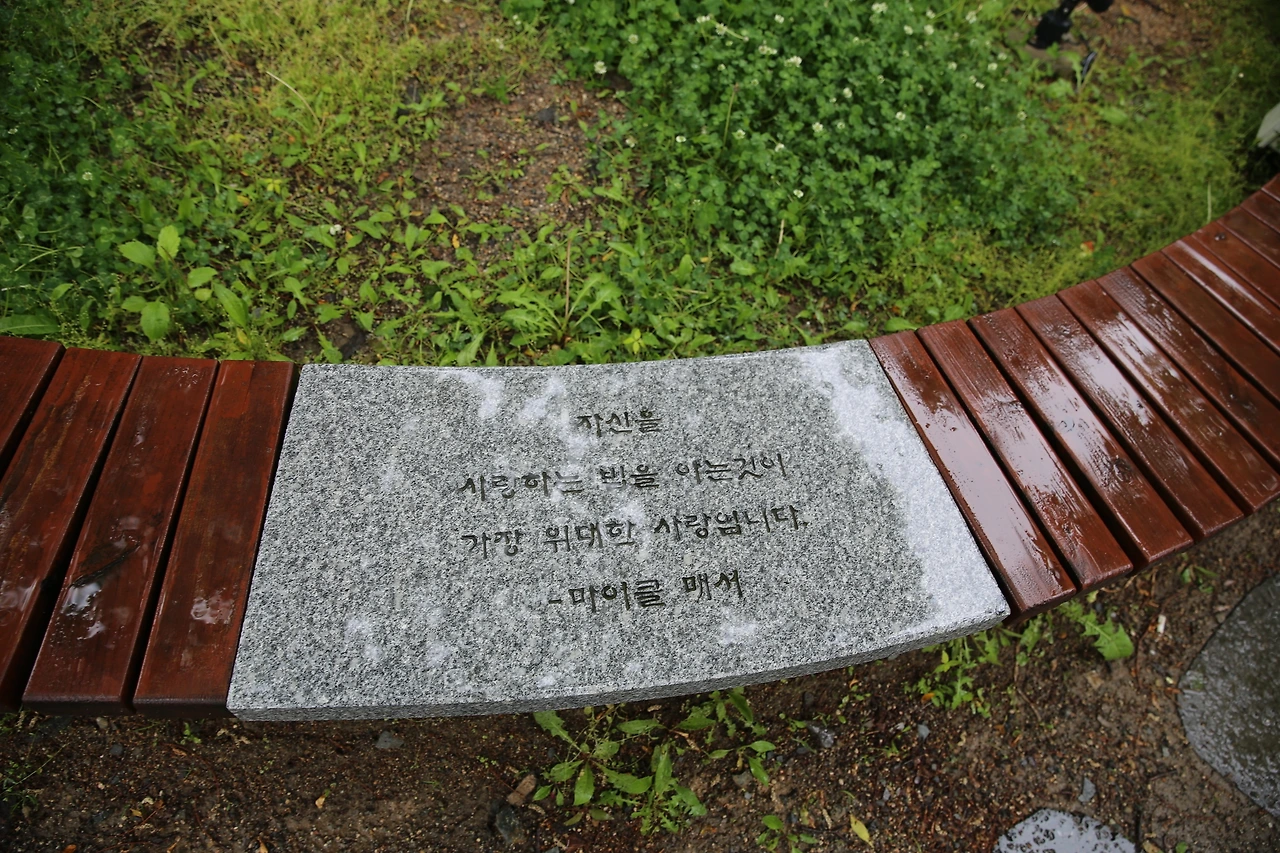 자신을
사랑하는 법을 아는것이
가장 위대한 사랑입니다.
-마이클 매서